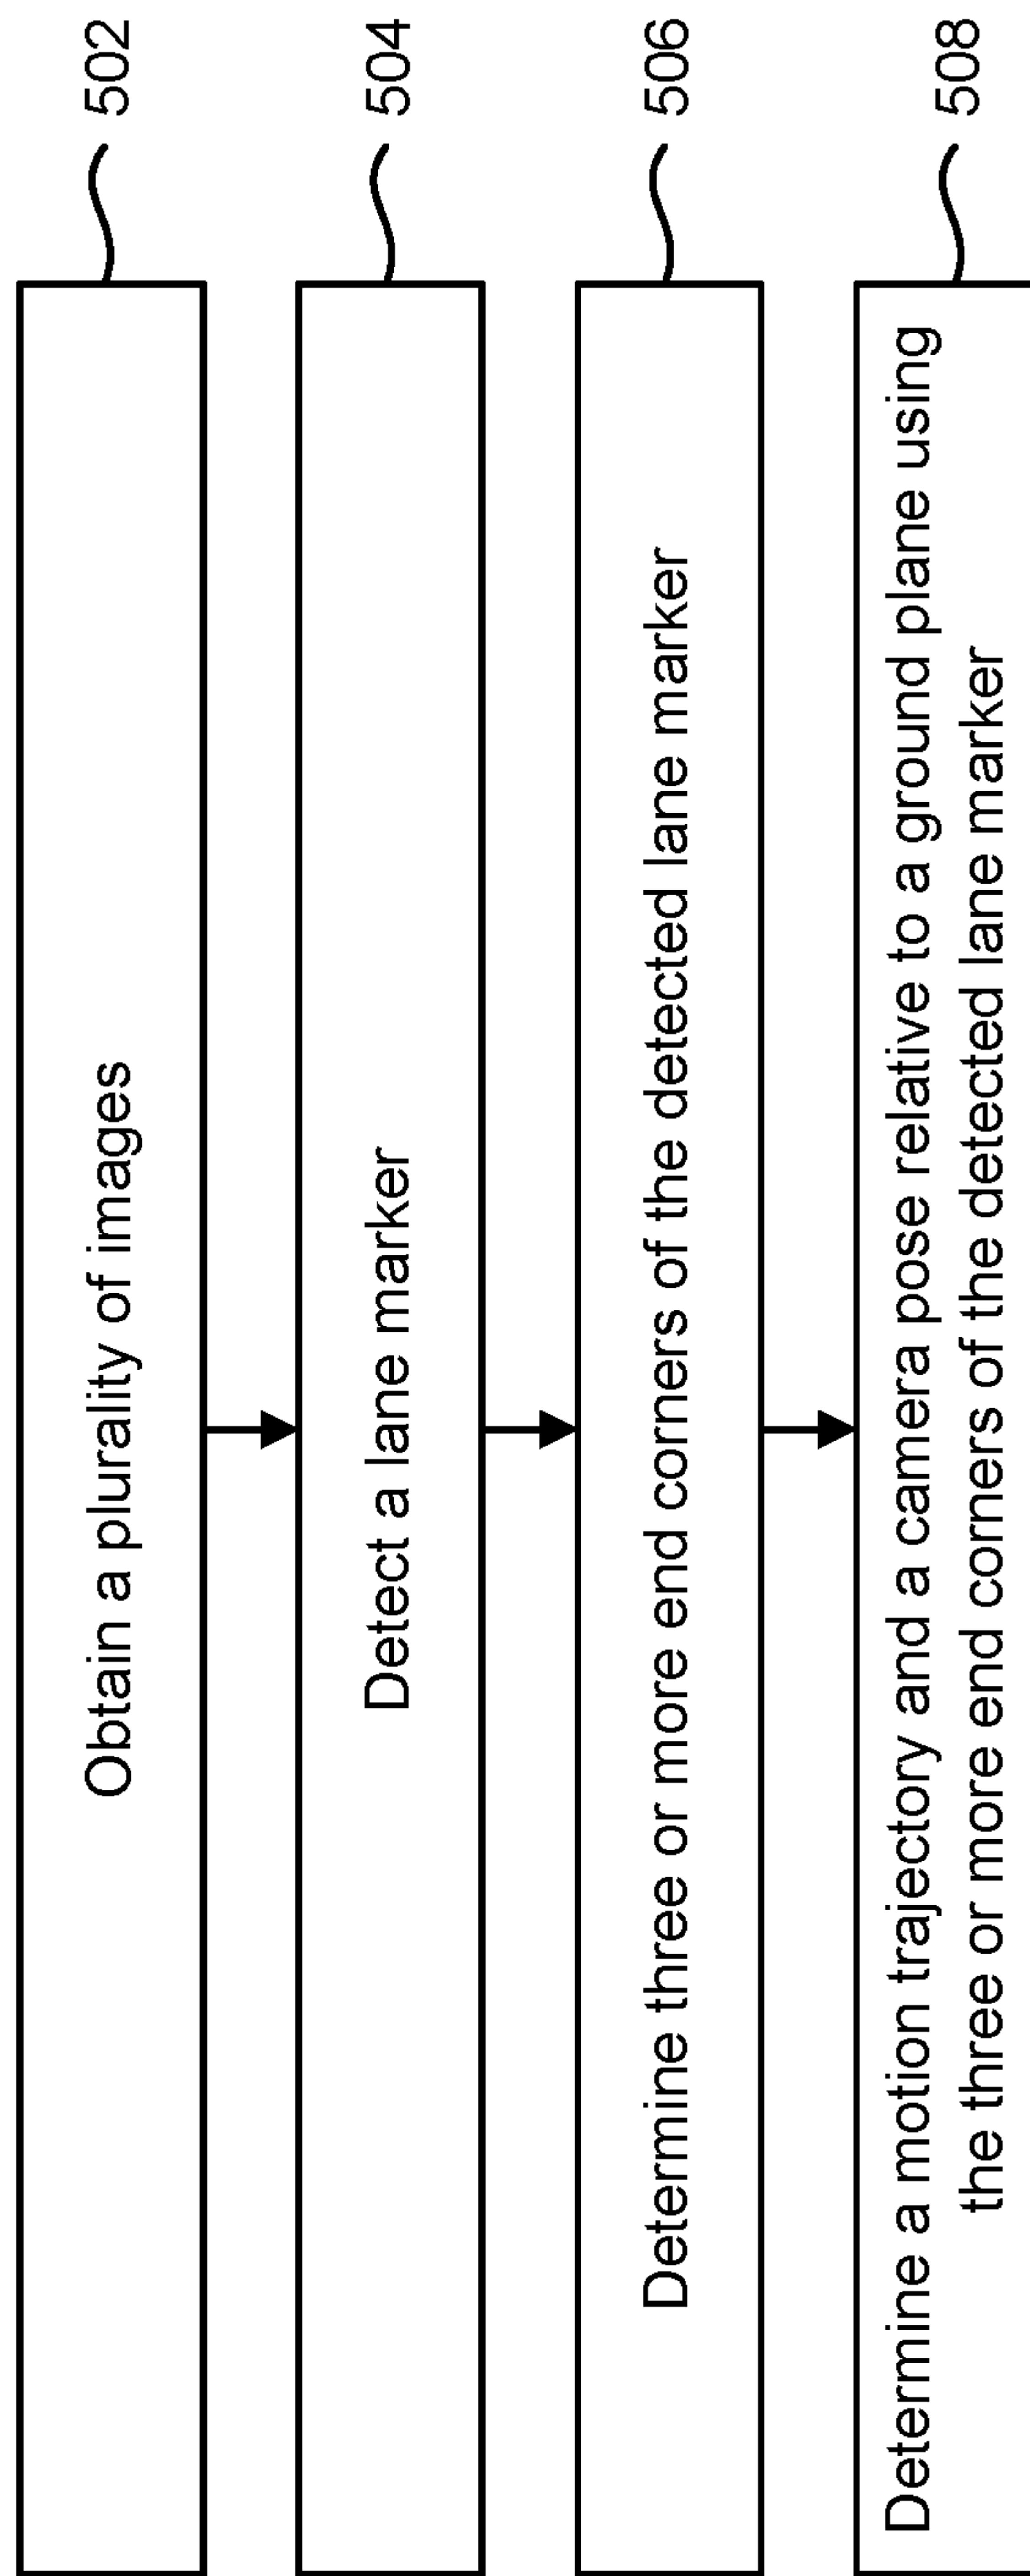 Obtain a plurality of images
502
Detect a lane marker
504
Determine three or more end corners of the detected lane marker
506
Determine a motion trajectory and a camera pose relative to a ground plane using
the three or more end corners of the detected lane marker
508